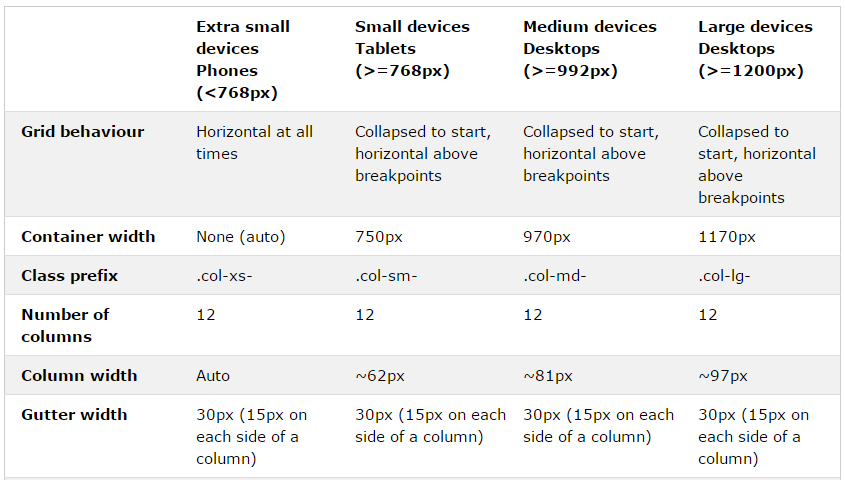 Extra small devices Phones (<768px)
Small devices Tablets (>=768px)
Medium devices Desktops (>=992px)
Large devices Desktops (>=1200px)
Grid behaviour
Horizontal at all times
Collapsed to start, horizontal above breakpoints
Collapsed to start, horizontal above breakpoints
Collapsed to start, horizontal above breakpoints
Container width
None (auto)
750px
970px
1170px
Class prefix
.col-xs-
.col-sm-
.col-md-
.col-lg-
Number of columns
12
12
12
12
Column width
Auto
~62px
~81px
~97px
Gutter width
30px (15px on each side of a column)
30px (15px on each side of a column)
30px (15px on each side of a column)
30px (15px on each side of a column)